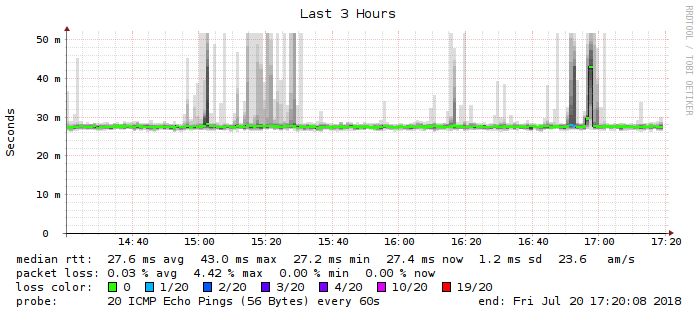 Last 3 Hours
RRDTOOL / TOBI OETIKER
Seconds
50 m
40 m
30 m
20 m
10 m
0
14:40 15:00 15:20 15:40 16:00 16:20 16:40 17:00 17:20
median rtt: 27.6 ms avg 43.0 ms max 27.2 ms min 27.4 ms now 1.2 ms sd 23.6 am/s
packet loss: 0.03 % avg 4.42 % max 0.00 % min 0.00 % now
loss color: 0 1/20 2/20 3/20 4/20 10/20 19/20
probe: 20 ICMP Echo Pings (56 Bytes) every 60s end: Fri Jul 20 17:20:08 2018